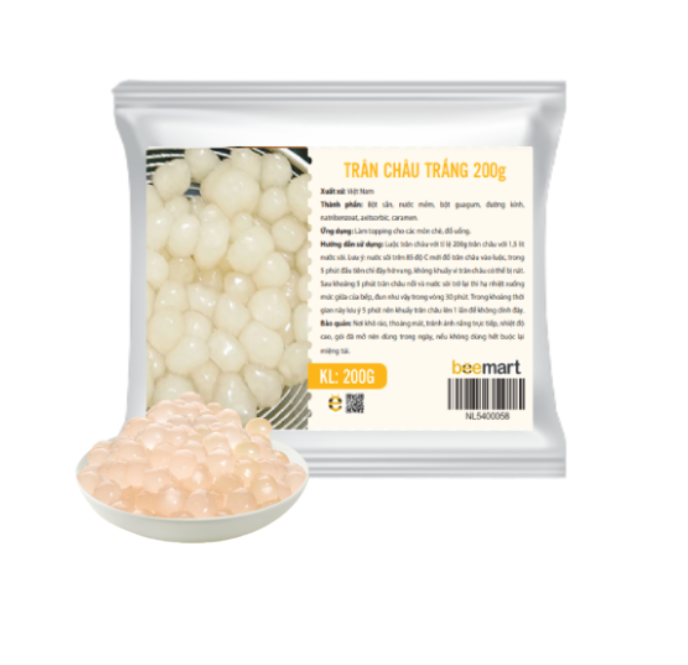 TRÂN CHÂU TRẮNG 200g
Xuất xứ: Việt Nam
Thành phần: Bột sắn, nước mềm, bột guagum, đường kính,
natribenzoat, axitsorbic, caramen.
Ứng dụng: Làm topping cho các món chè, đồ uống.
Hướng dẫn sử dụng: Luộc trân châu với tỉ lệ 200g trân châu với 1,5 lít
nước sôi. Lưu ý: nước sôi trên 85 độ C mới đổ trân châu vào luộc, trong
5 phút đầu tiên chỉ đậy hở vung, không khuấy vì trân châu có thể bị nứt.
Sau khoảng 5 phút trân châu nổi và nước sôi trở lại thì hạ nhiệt xuống
mức giữa của bếp, đun như vậy trong vòng 30 phút. Trong khoảng thời
gian này lưu ý 5 phút nên khuấy trân châu lên 1 lần để không dính đáy.
Bảo quản: Nơi khô ráo, thoáng mát, tránh ánh nắng trực tiếp, nhiệt độ
cao, gói đã mở nên dùng trong ngày, nếu không dùng hết buộc lại
miệng túi.
KL: 200G
beemart
NL5400058